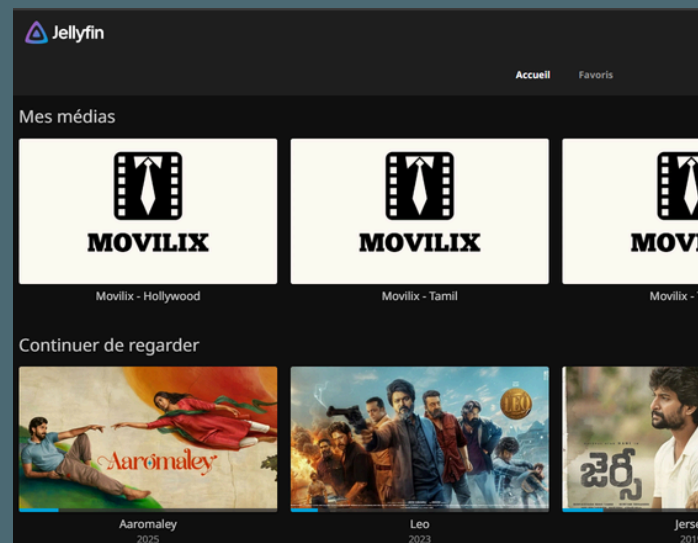 Jellyfin
Accueil Favoris
Mes médias
MOVILIX MOVILIX
Movilix - Hollywood Movilix - Tamil Movilix -
Continuer de regarder
Aaromaley LEO జెర్సీ
Aaromaley Leo
2025 2023